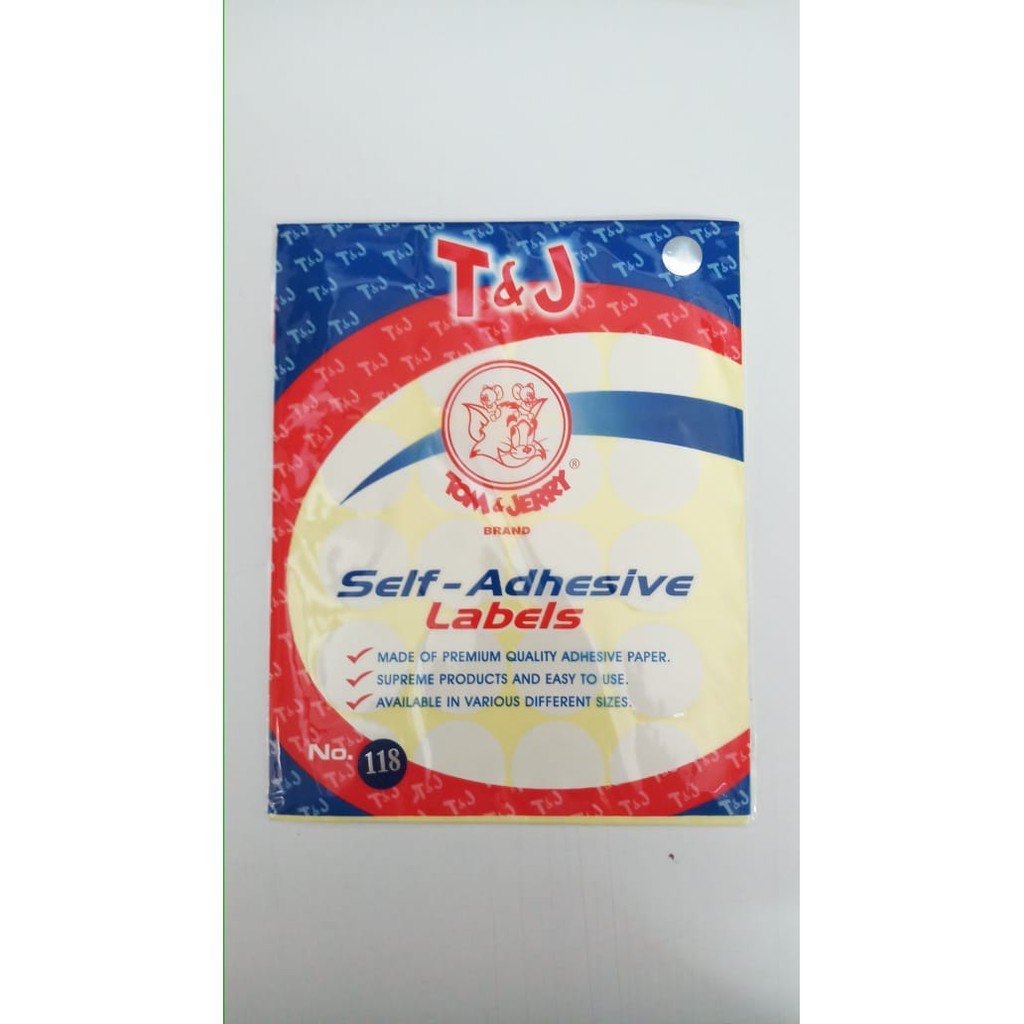 T&J
TOM & JERRY ®
BRAND
Self-Adhesive
Labels
MADE OF PREMIUM QUALITY ADHESIVE PAPER.
SUPREME PRODUCTS AND EASY TO USE.
AVAILABLE IN VARIOUS DIFFERENT SIZES.
No. 118